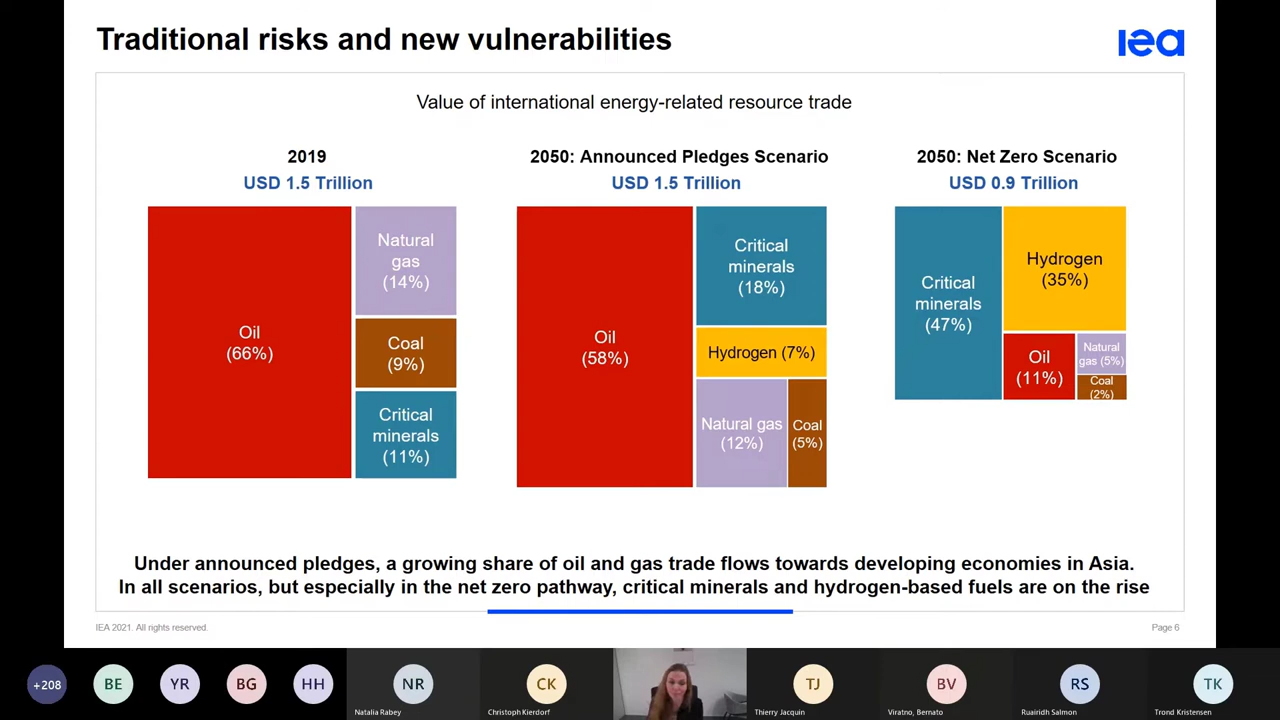 Traditional risks and new vulnerabilities
iea
Value of international energy-related resource trade
2019
USD 1.5 Trillion
Oil
(66%)
Natural
gas
(14%)
Coal
(9%)
Critical
minerals
(11%)
2050: Announced Pledges Scenario
USD 1.5 Trillion
Oil
(58%)
Critical
minerals
(18%)
Hydrogen (7%)
Natural gas
(12%)
Coal
(5%)
2050: Net Zero Scenario
USD 0.9 Trillion
Critical
minerals
(47%)
Hydrogen
(35%)
Oil
(11%)
Natural
gas (5%)
Coal
(2%)
Under announced pledges, a growing share of oil and gas trade flows towards developing economies in Asia.
In all scenarios, but especially in the net zero pathway, critical minerals and hydrogen-based fuels are on the rise
IEA 2021. All rights reserved.
Page 6
+208
BE
YR
BG
HH
NR
Natalia Rabey
CK
Christoph Kierdorf
TJ
Thierry Jacquin
BV
Viratno, Bernato
RS
Ruairidh Salmon
TK
Trond Kristensen